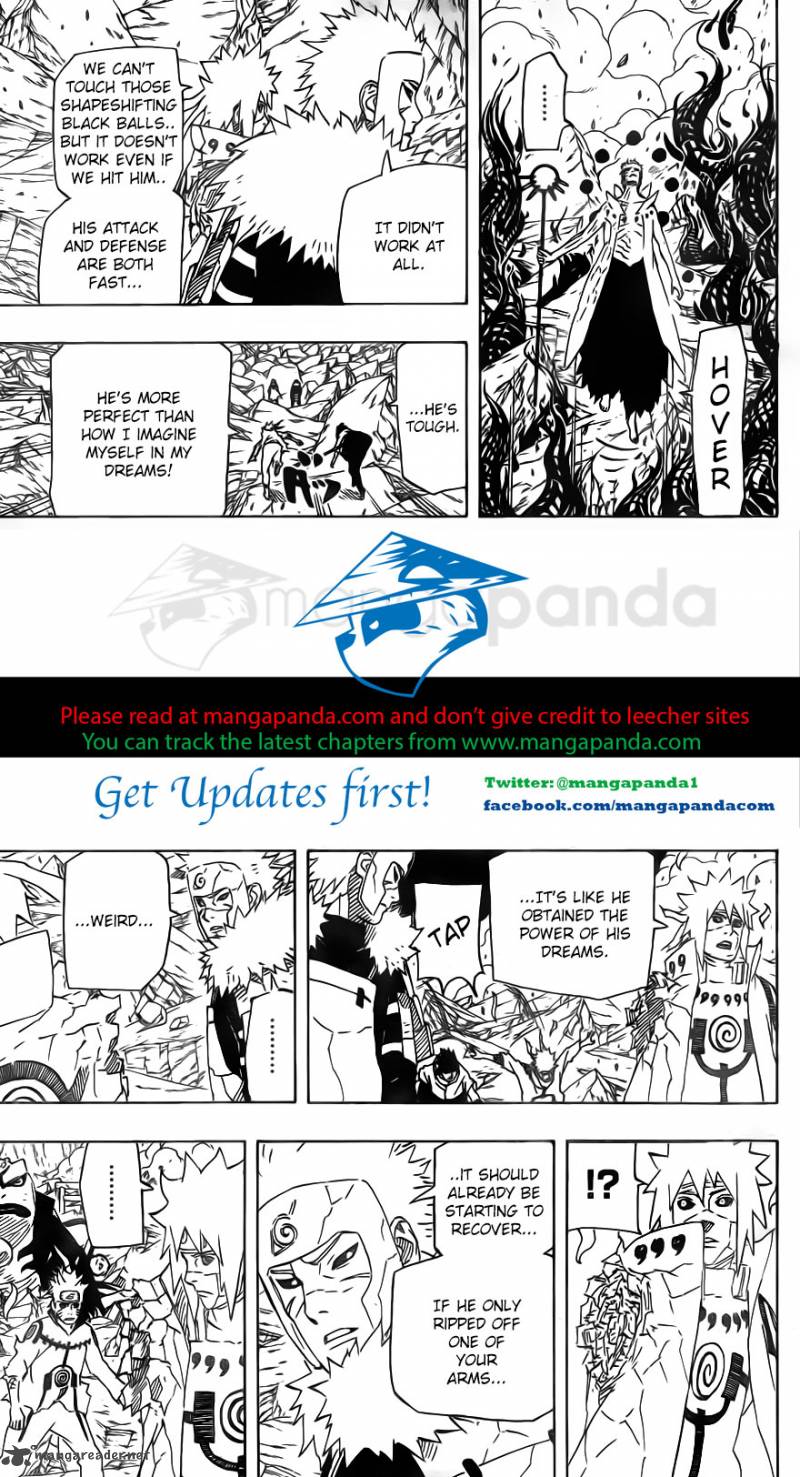 ........
HOVER
IT DIDN'T
WORK AT
ALL.
WE CAN'T
TOUCH THOSE
SHAPESHIFTING
BLACK BALLS..
BUT IT DOESN'T
WORK EVEN IF
WE HIT HIM..
HIS ATTACK
AND DEFENSE
ARE BOTH
FAST...
...HE'S
TOUGH.
HE'S MORE
PERFECT THAN
HOW I IMAGINE
MYSELF IN MY
DREAMS!
mangapanda
Please read at mangapanda.com and don't give credit to leecher sites
You can track the latest chapters from www.mangapanda.com
Get Updates first!
Twitter: @mangapanda1
facebook.com/mangapandacom
...IT'S LIKE HE
OBTAINED THE
POWER OF HIS
DREAMS.
TAP
........
...WEIRD...
!?
..IT SHOULD
ALREADY BE
STARTING TO
RECOVER...
IF HE ONLY
RIPPED OFF
ONE OF
YOUR
ARMS...
........
mangareader.net